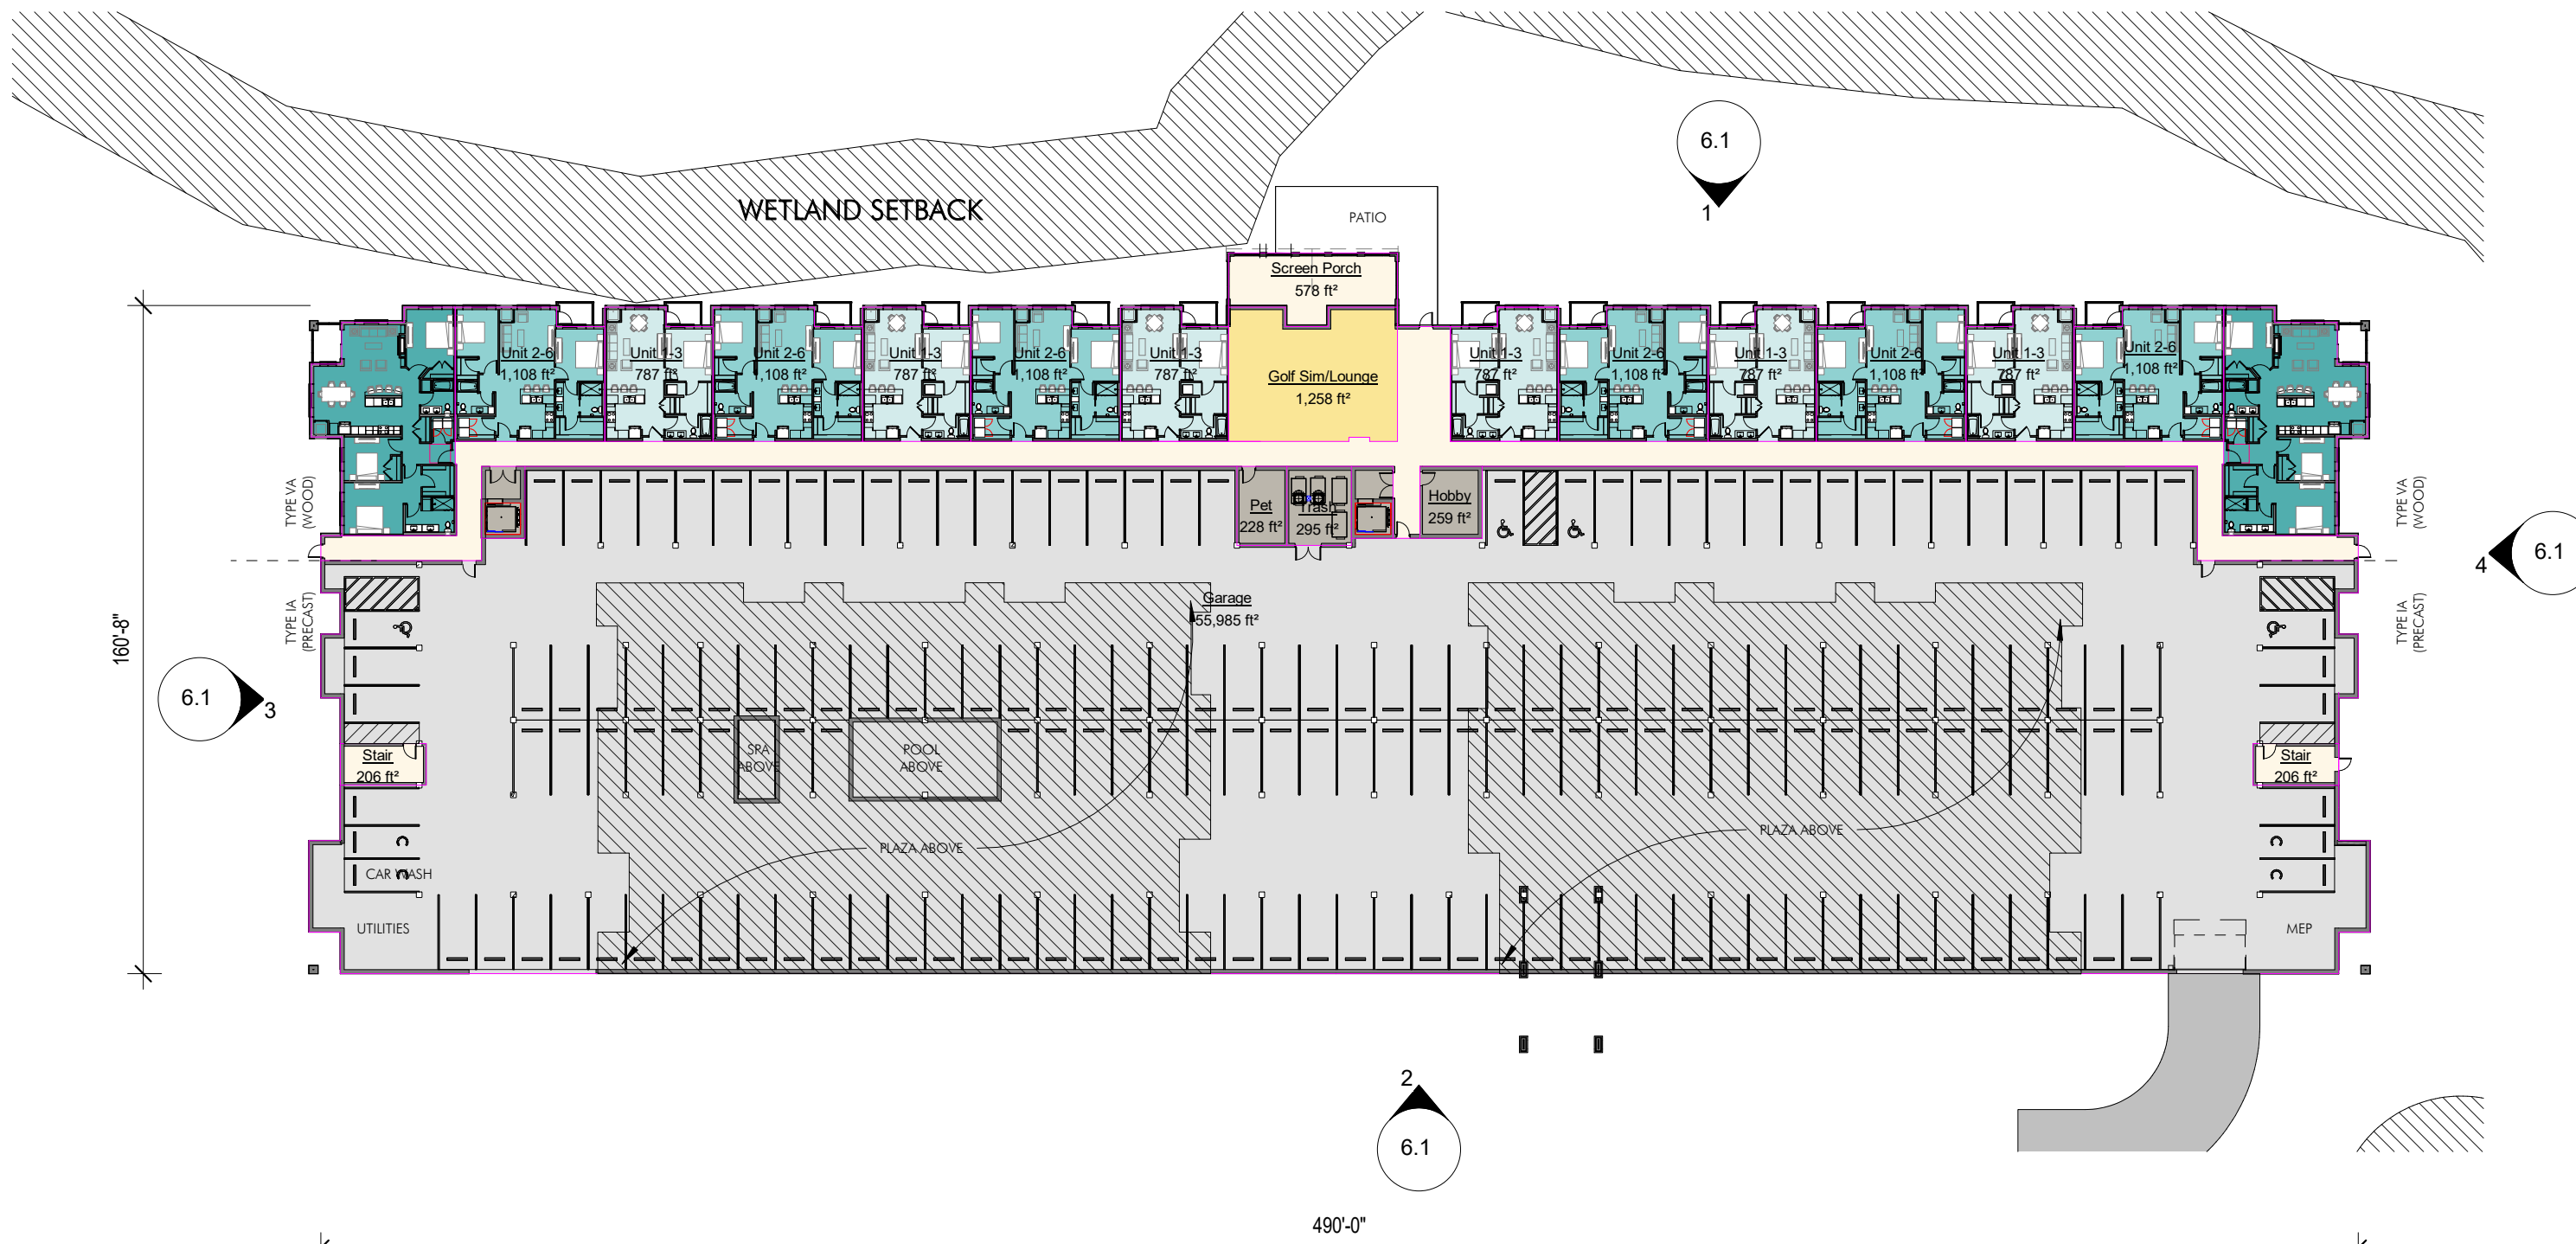 6.1
1
WETLAND SETBACK
PATIO
Screen Porch
578 ft²
Unit 2-6
1,108 ft²
Unit 1-3
787 ft²
Unit 2-6
1,108 ft²
Unit 1-3
787 ft²
Unit 2-6
1,108 ft²
Unit 1-3
787 ft²
Golf Sim/Lounge
1,258 ft²
Unit 1-3
787 ft²
Unit 2-6
1,108 ft²
Unit 1-3
787 ft²
Unit 2-6
1,108 ft²
Unit 1-3
787 ft²
Unit 2-6
1,108 ft²
TYPE VA
(WOOD)
Pet
228 ft²
Trash
295 ft²
Hobby
259 ft²
TYPE VA
(WOOD)
4
6.1
TYPE IA
(PRECAST)
Garage
55,985 ft²
TYPE IA
(PRECAST)
160'-8"
6.1
3
Stair
206 ft²
SPA
ABOVE
POOL
ABOVE
Stair
206 ft²
PLAZA ABOVE
PLAZA ABOVE
CAR WASH
UTILITIES
MEP
2
6.1
490'-0"